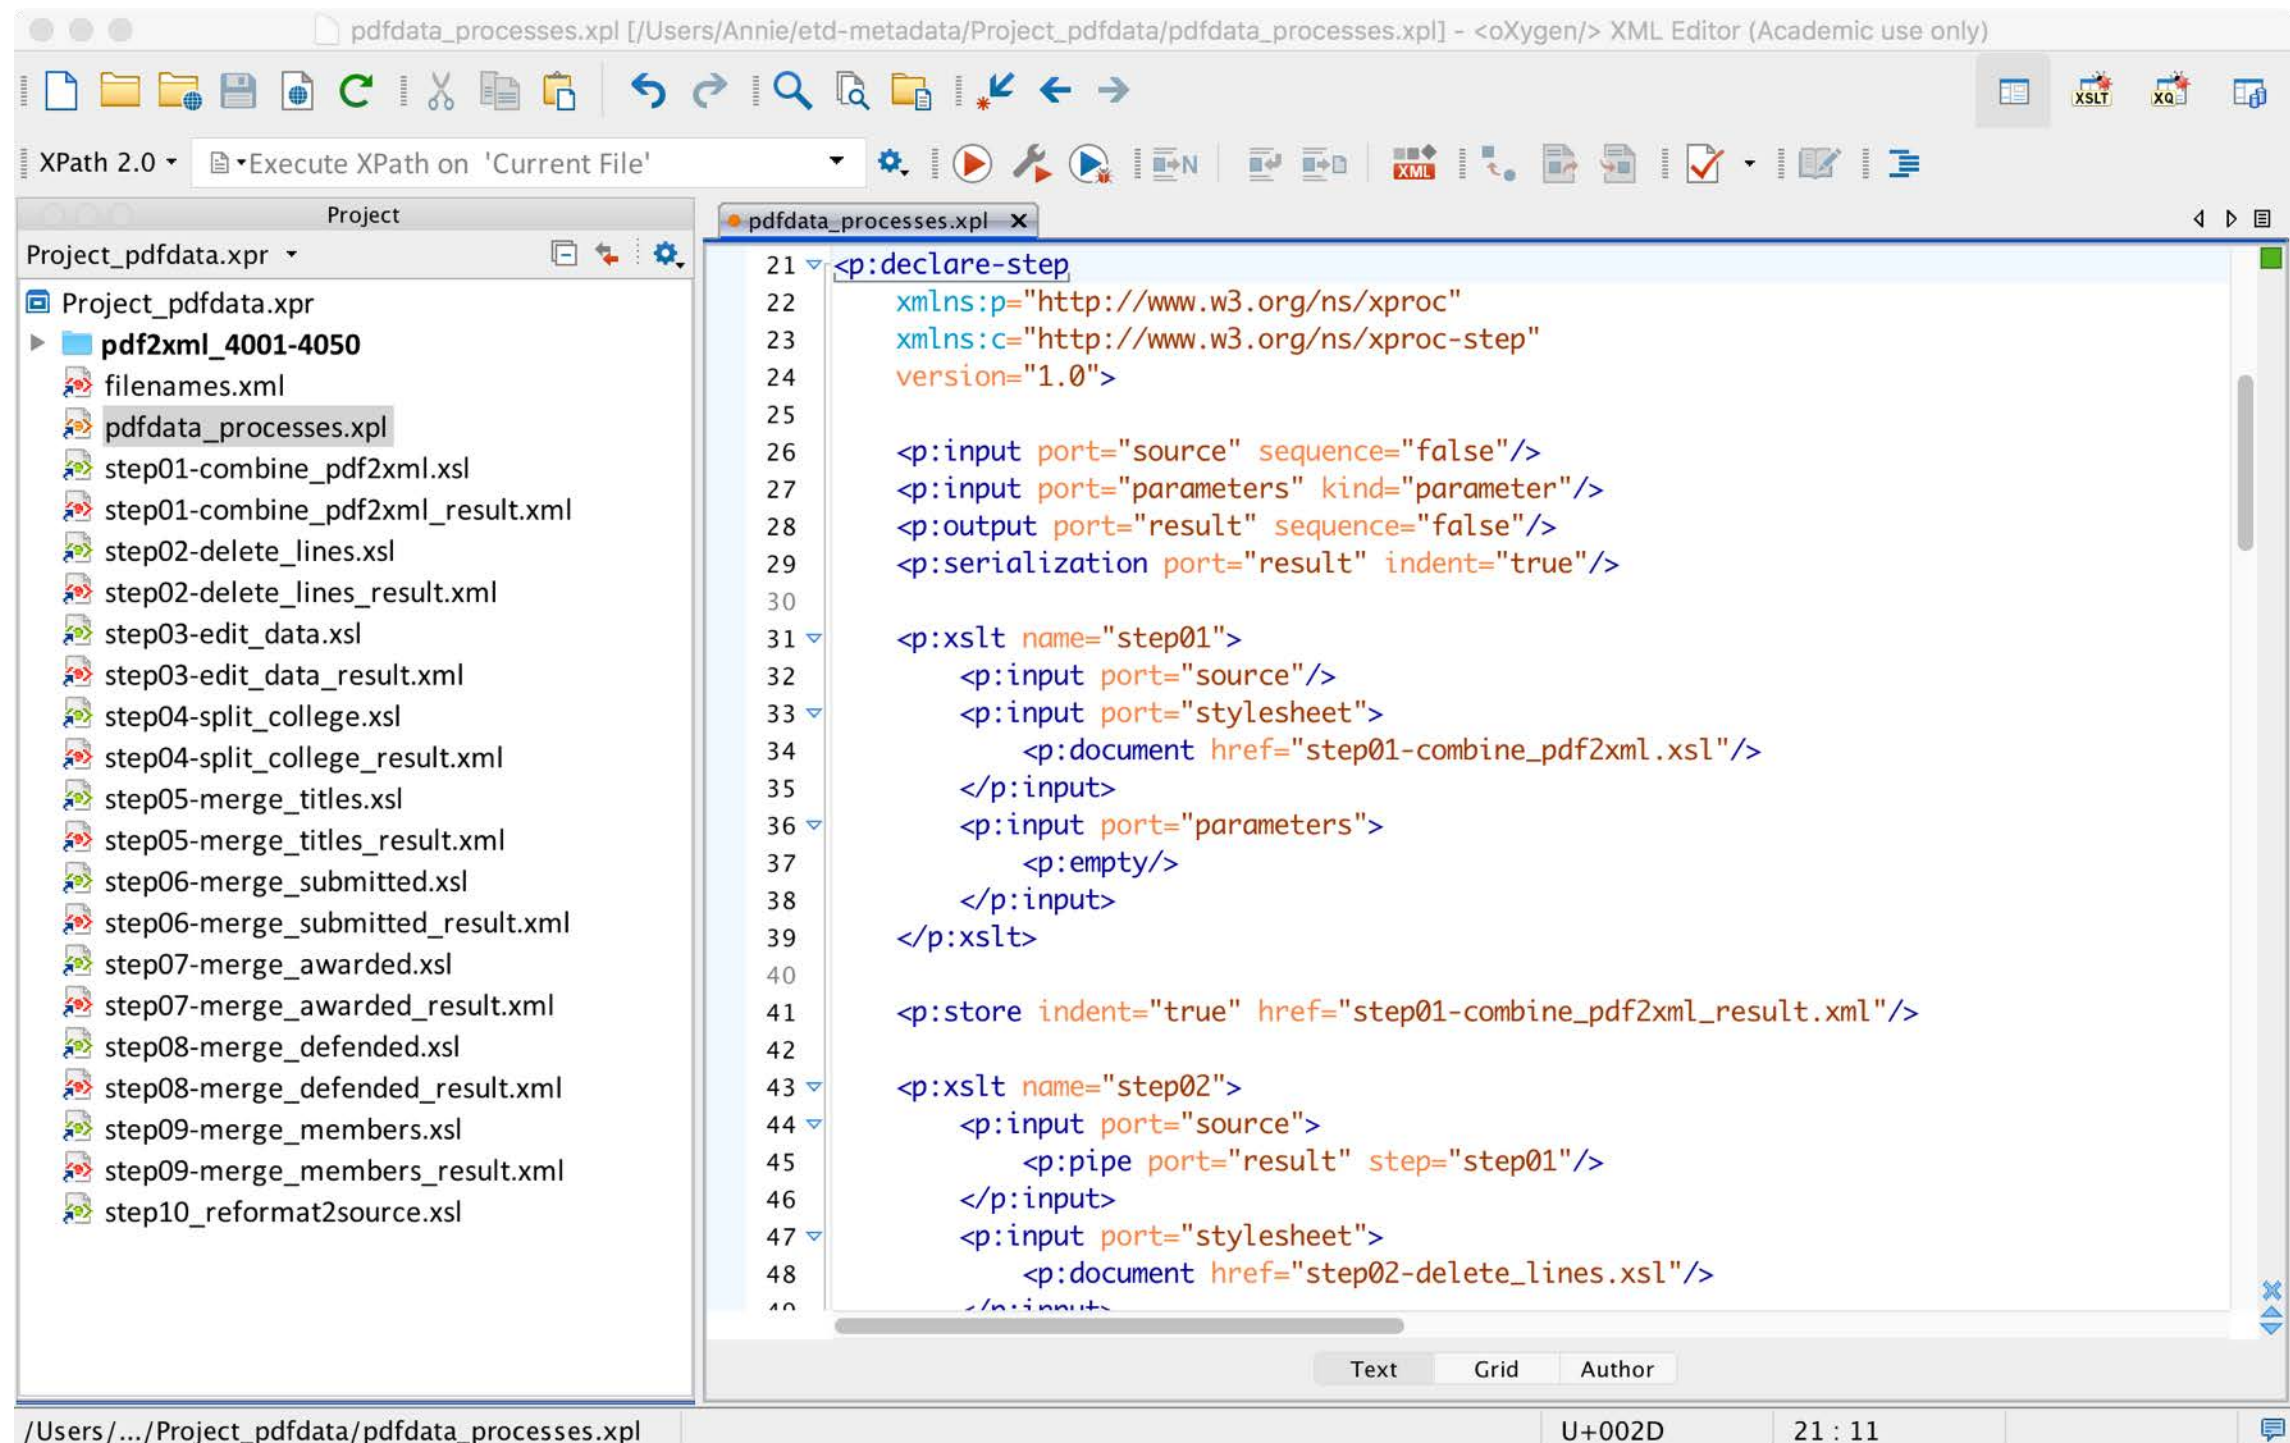 pdfdata_processes.xpl [/Users/Annie/etd-metadata/Project_pdfdata/pdfdata_processes.xpl] - <oXygen/> XML Editor (Academic use only)
XSLT XQ
XPath 2.0 Execute XPath on 'Current File' N D XML
Project
Project_pdfdata.xpr
Project_pdfdata.xpr
pdf2xml_4001-4050
filenames.xml
pdfdata_processes.xpl
step01-combine_pdf2xml.xsl
step01-combine_pdf2xml_result.xml
step02-delete_lines.xsl
step02-delete_lines_result.xml
step03-edit_data.xsl
step03-edit_data_result.xml
step04-split_college.xsl
step04-split_college_result.xml
step05-merge_titles.xsl
step05-merge_titles_result.xml
step06-merge_submitted.xsl
step06-merge_submitted_result.xml
step07-merge_awarded.xsl
step07-merge_awarded_result.xml
step08-merge_defended.xsl
step08-merge_defended_result.xml
step09-merge_members.xsl
step09-merge_members_result.xml
step10_reformat2source.xsl
pdfdata_processes.xpl
21 <p:declare-step
22 xmlns:p="http://www.w3.org/ns/xproc"
23 xmlns:c="http://www.w3.org/ns/xproc-step"
24 version="1.0">
25
26 <p:input port="source" sequence="false"/>
27 <p:input port="parameters" kind="parameter"/>
28 <p:output port="result" sequence="false"/>
29 <p:serialization port="result" indent="true"/>
30
31 <p:xslt name="step01">
32 <p:input port="source"/>
33 <p:input port="stylesheet">
34 <p:document href="step01-combine_pdf2xml.xsl"/>
35 </p:input>
36 <p:input port="parameters">
37 <p:empty/>
38 </p:input>
39 </p:xslt>
40
41 <p:store indent="true" href="step01-combine_pdf2xml_result.xml"/>
42
43 <p:xslt name="step02">
44 <p:input port="source">
45 <p:pipe port="result" step="step01"/>
46 </p:input>
47 <p:input port="stylesheet">
48 <p:document href="step02-delete_lines.xsl"/>
49 </p:input>
Text Grid Author
/Users/.../Project_pdfdata/pdfdata_processes.xpl U+002D 21 : 11